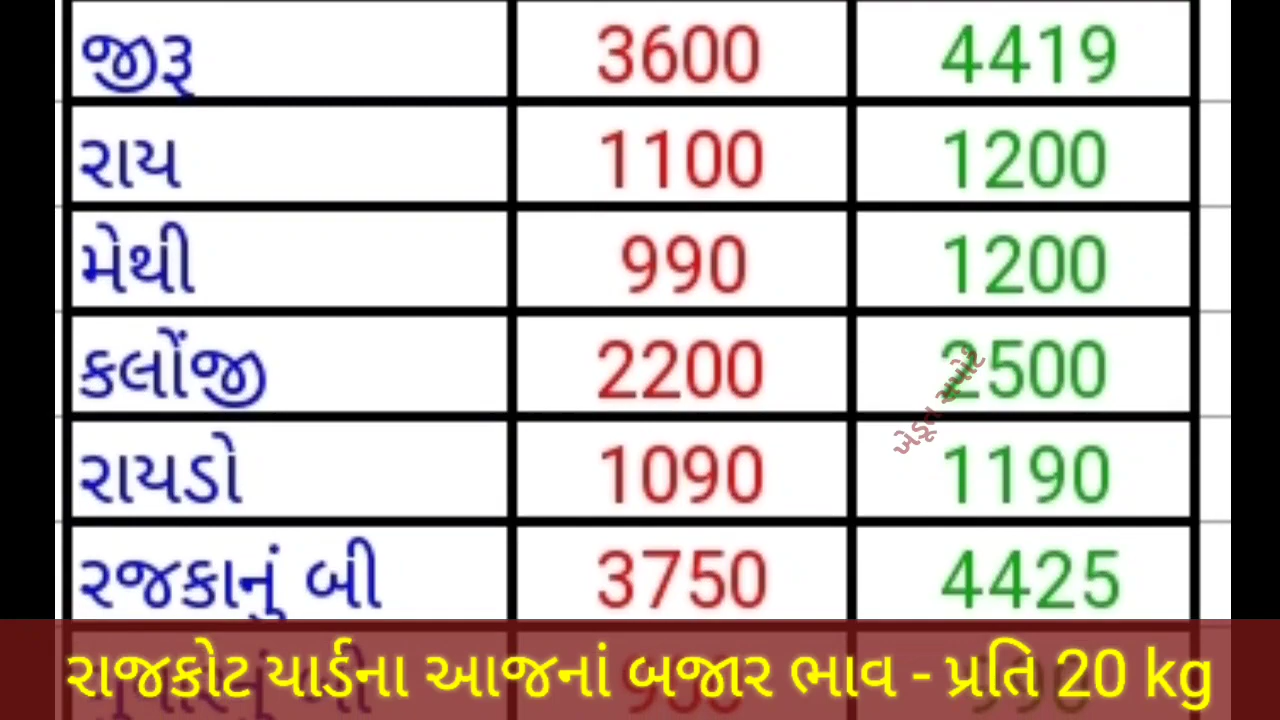 જીરૂ 3600 4419
રાય 1100 1200
મેથી 990 1200
કલોંજી 2200 2500
રાયડો 1090 1190
રજકાનું બી 3750 4425
રાજકોટ યાર્ડના આજનાં બજાર ભાવ - પ્રતિ 20 kg